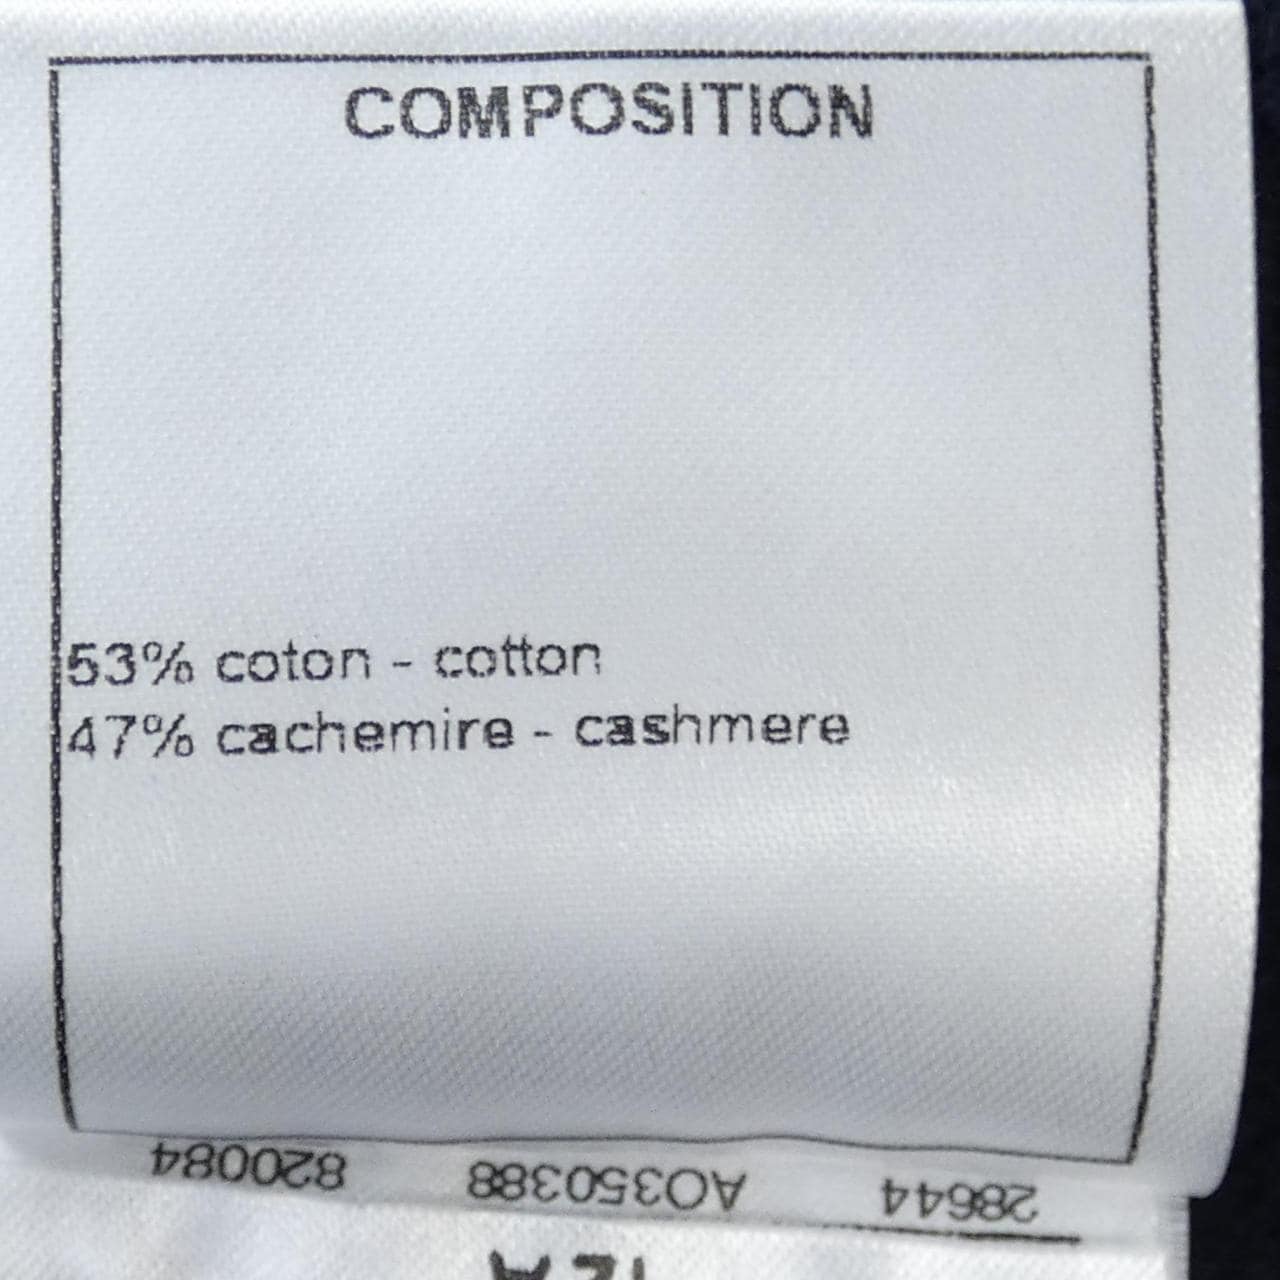 COMPOSITION
53% coton - cotton
47% cachemire - cashmere
28644 AO350388 820084